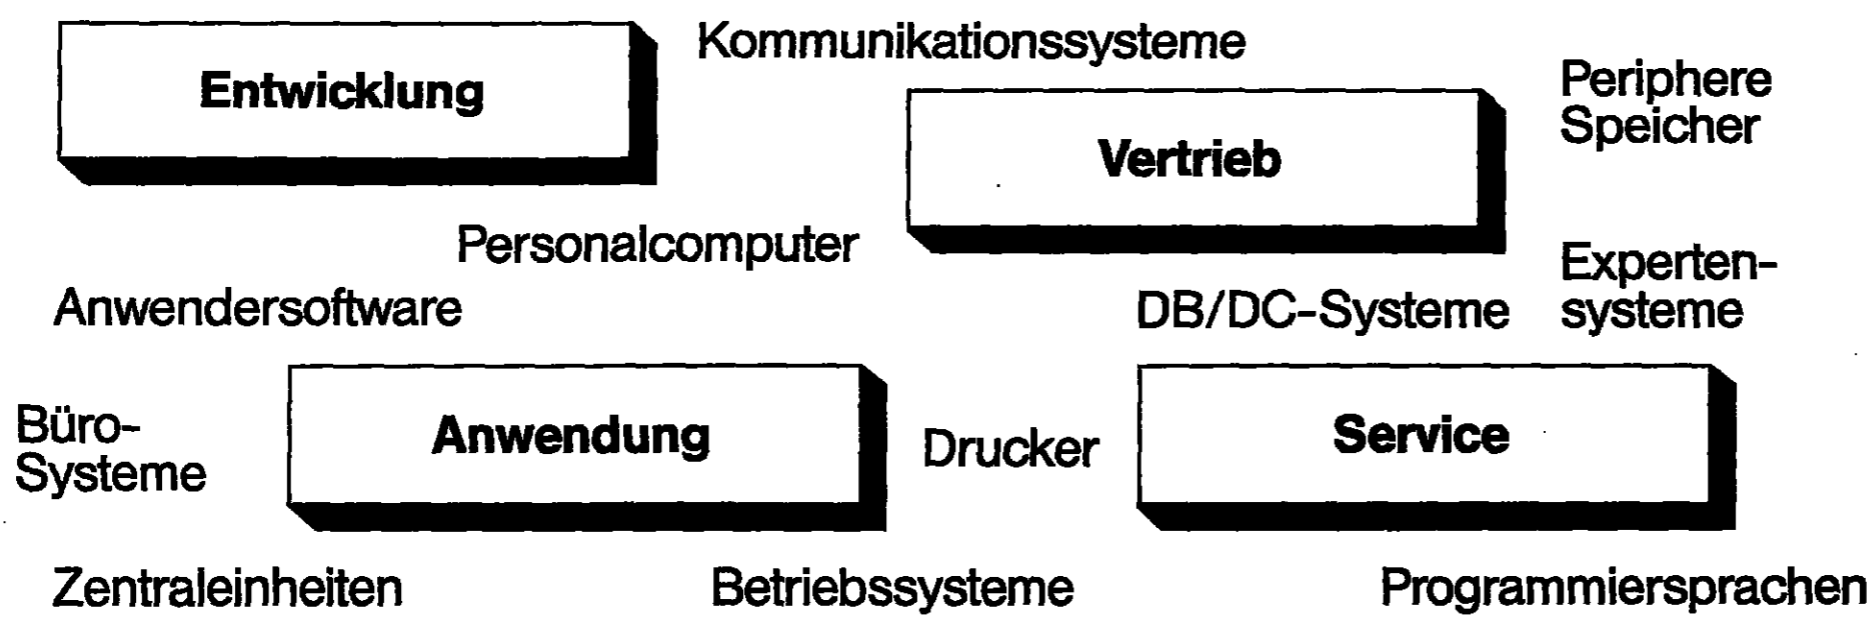 Kommunikationssysteme
Entwicklung
Periphere
Speicher
Vertrieb
Personalcomputer
Experten-
systeme
Anwendersoftware
DB/DC-Systeme
Büro-
Systeme
Anwendung
Drucker
Service
Zentraleinheiten
Betriebssysteme
Programmiersprachen